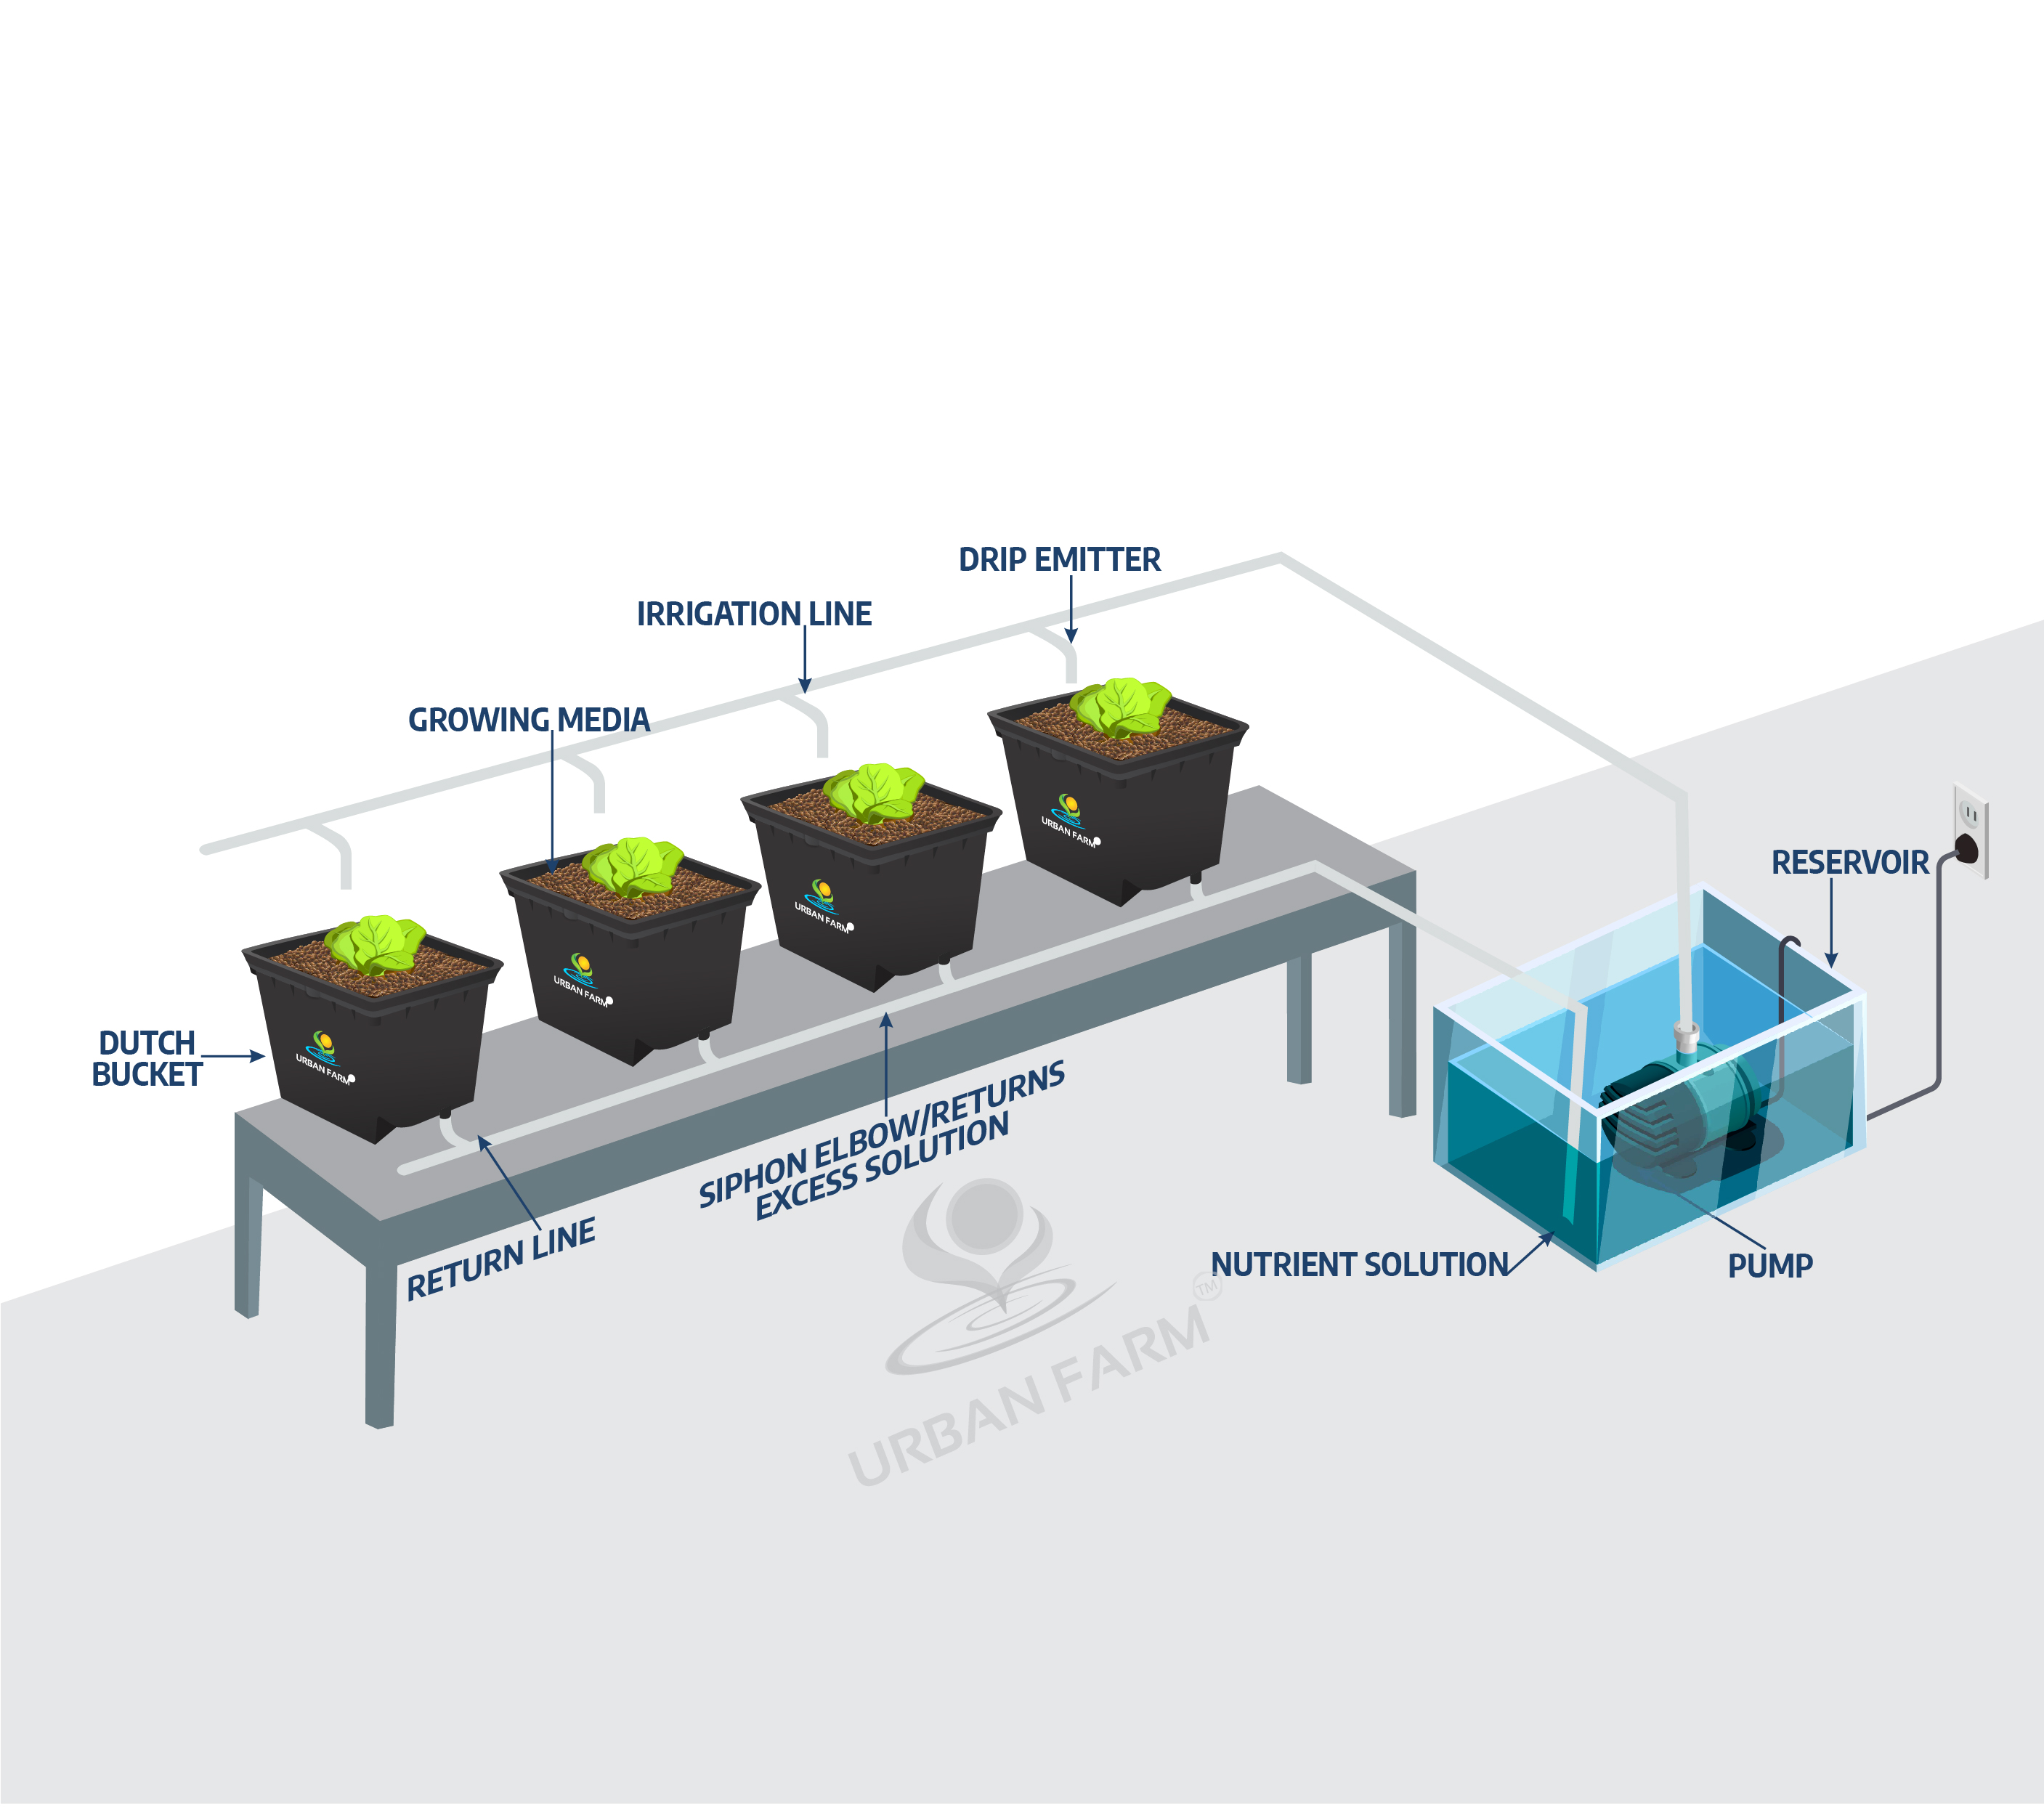 DRIP EMITTER
IRRIGATION LINE
GROWING MEDIA
RESERVOIR
URBAN FARM
URBAN FARM
URBAN FARM
URBAN FARM
DUTCH
BUCKET
SIPHON ELBOW/RETURNS
EXCESS SOLUTION
RETURN LINE
NUTRIENT SOLUTION
PUMP
URBAN FARM TM